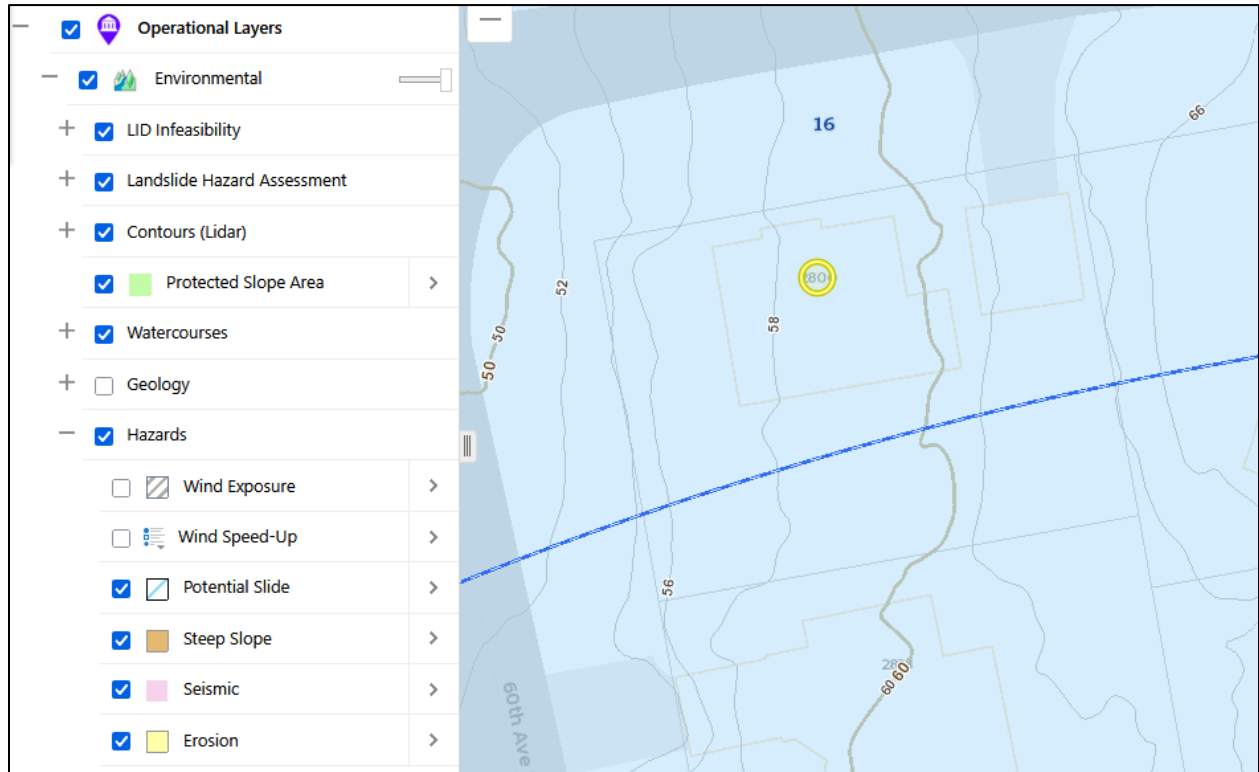 Operational Layers
Environmental
LID Infeasibility
Landslide Hazard Assessment
Contours (Lidar)
Protected Slope Area
Watercourses
Geology
Hazards
Wind Exposure
Wind Speed-Up
Potential Slide
Steep Slope
Seismic
Erosion
16
66
52
58
50
50
56
60
60
60th Ave